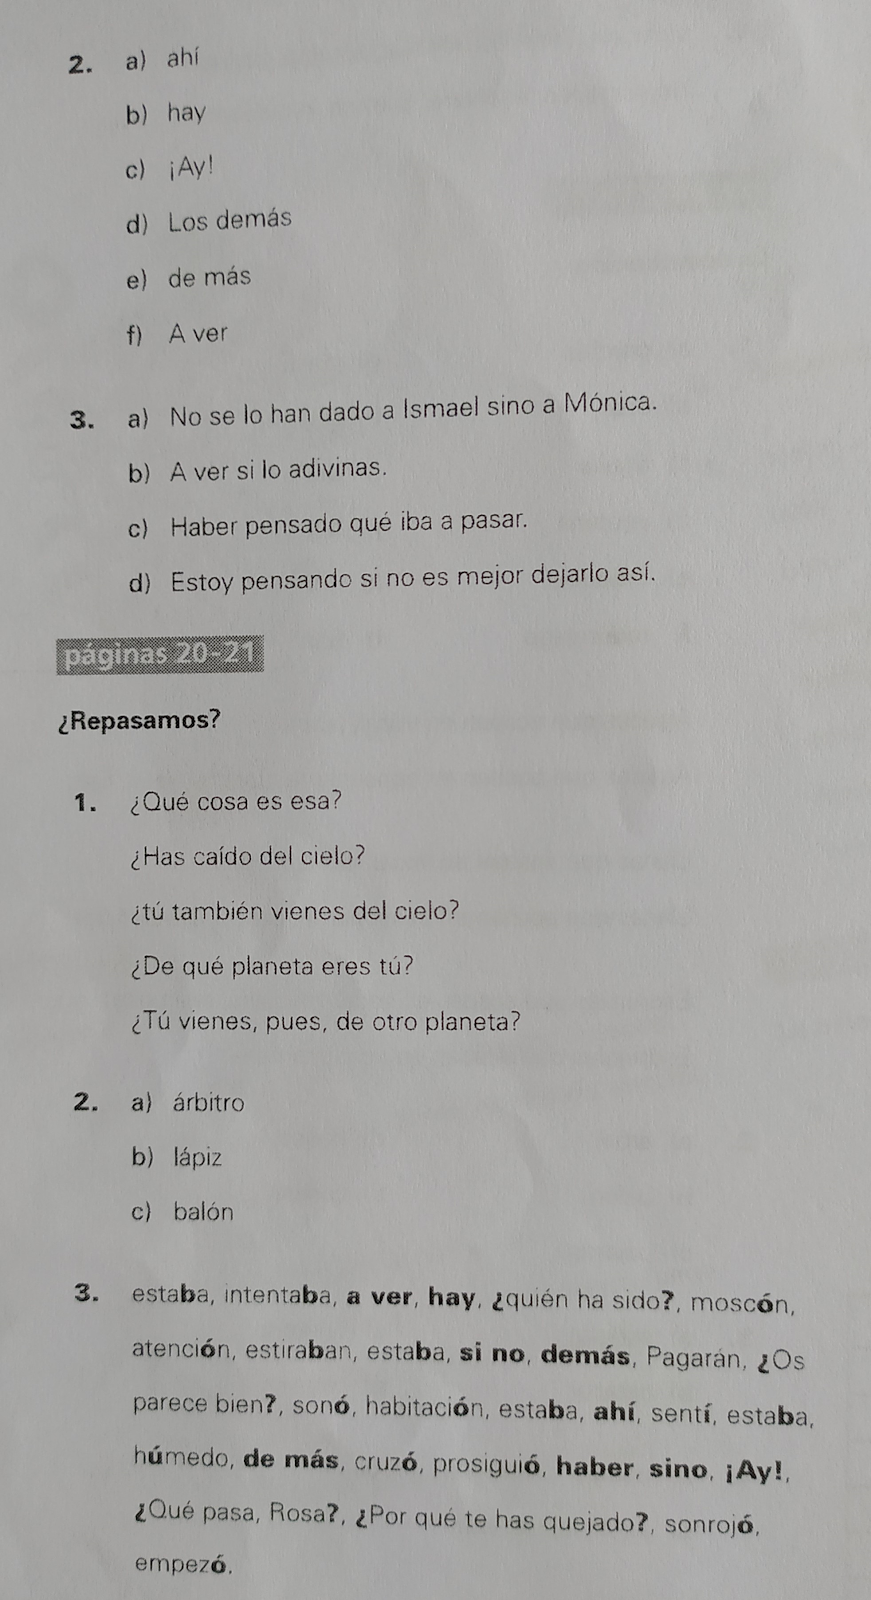 2. a) ahí
b) hay
c) ¡Ay!
d) Los demás
e) de más
f) A ver
3. a) No se lo han dado a Ismael sino a Mónica.
b) A ver si lo adivinas.
c) Haber pensado qué iba a pasar.
d) Estoy pensando si no es mejor dejarlo así.
páginas 20-21
¿Repasamos?
1. ¿Qué cosa es esa?
¿Has caído del cielo?
¿tú también vienes del cielo?
¿De qué planeta eres tú?
¿Tú vienes, pues, de otro planeta?
2. a) árbitro
b) lápiz
c) balón
3. estaba, intentaba, a ver, hay, ¿quién ha sido?, moscón,
atención, estiraban, estaba, si no, demás, Pagarán, ¿Os
parece bien?, sonó, habitación, estaba, ahí, sentí, estaba,
húmedo, de más, cruzó, prosiguió, haber, sino, ¡Ay!,
¿Qué pasa, Rosa?, ¿Por qué te has quejado?, sonrojó,
empezó.